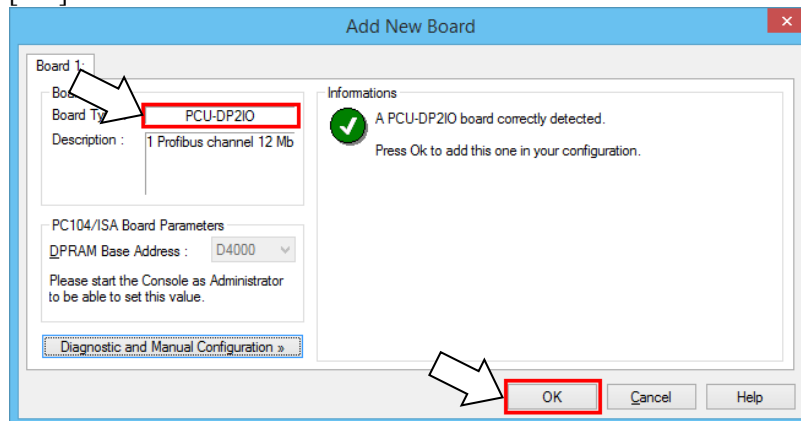 Add New Board
Board 1:
Board Ty
PCU-DP2IO
Description :
1 Profibus channel 12 Mb
PC104/ISA Board Parameters
DPRAM Base Address :
D4000
Please start the Console as Administrator
to be able to set this value.
Diagnostic and Manual Configuration »
Informations
A PCU-DP2IO board correctly detected.
Press Ok to add this one in your configuration.
OK
Cancel
Help